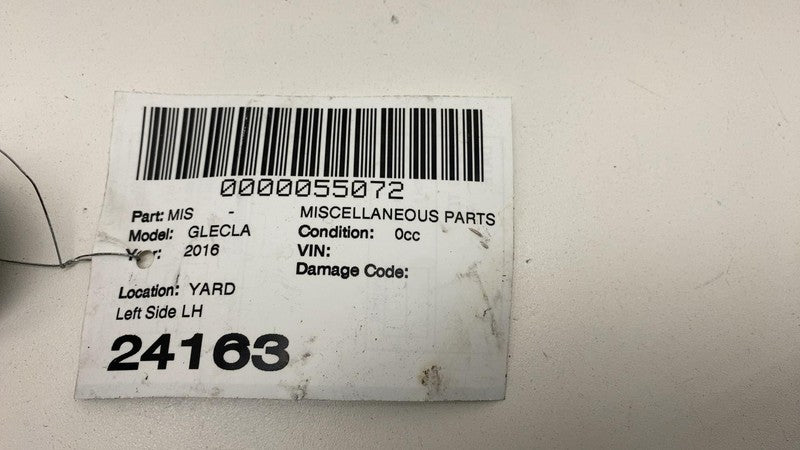 0000055072
Part: MIS - MISCELLANEOUS PARTS
Model: GLECLA Condition: 0cc
2016 VIN:
Damage Code:
Location: YARD
Left Side LH
24163